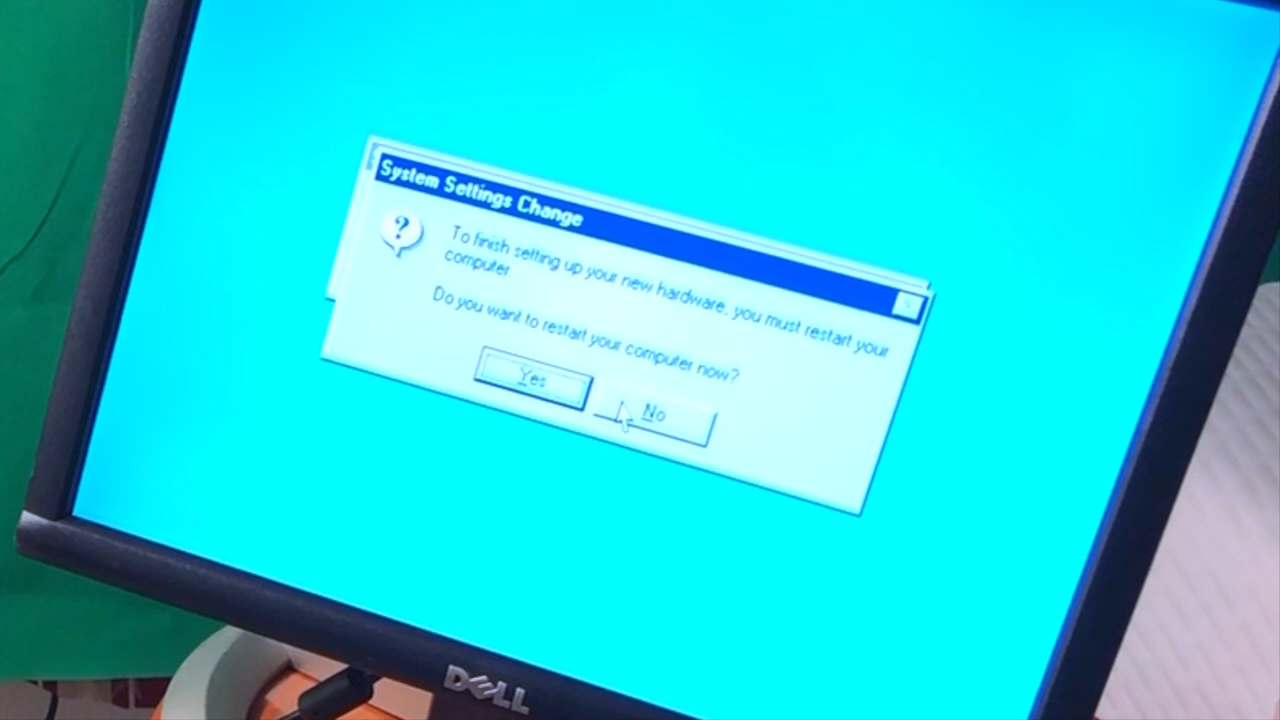 System Settings Change
?
To finish setting up your new hardware, you must restart your
computer
Do you want to restart your computer now?
Yes
No
DELL